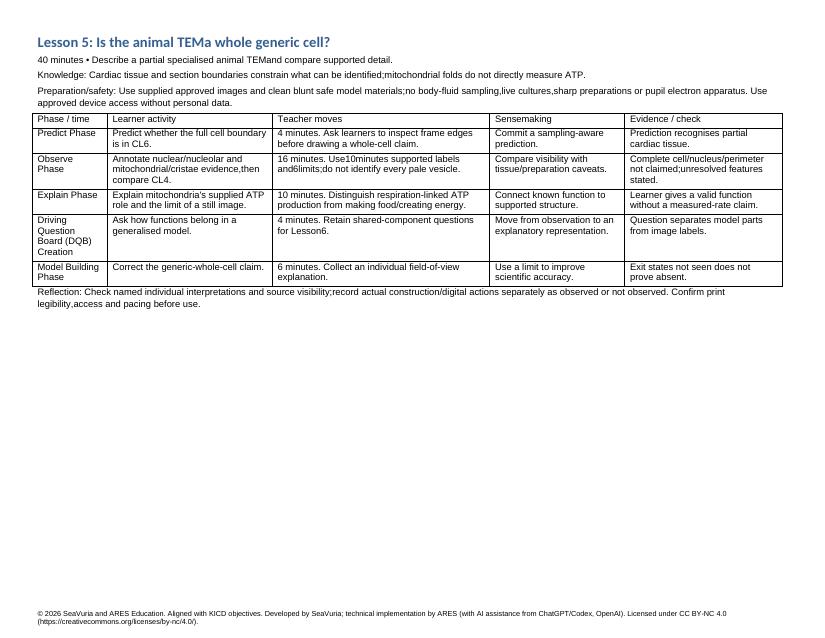 Lesson 5: Is the animal TEMa whole generic cell?
40 minutes • Describe a partial specialised animal TEMand compare supported detail.
Knowledge: Cardiac tissue and section boundaries constrain what can be identified;mitochondrial folds do not directly measure ATP.
Preparation/safety: Use supplied approved images and clean blunt safe model materials;no body-fluid sampling,live cultures,sharp preparations or pupil electron apparatus. Use
approved device access without personal data.
Phase / time
Learner activity
Teacher moves
Sensemaking
Evidence / check
Predict Phase
Predict whether the full cell boundary
is in CL6.
4 minutes. Ask learners to inspect frame edges
before drawing a whole-cell claim.
Commit a sampling-aware
prediction.
Prediction recognises partial
cardiac tissue.
Observe
Phase
Annotate nuclear/nucleolar and
mitochondrial/cristae evidence,then
compare CL4.
16 minutes. Use10minutes supported labels
and6limits;do not identify every pale vesicle.
Compare visibility with
tissue/preparation caveats.
Complete cell/nucleus/perimeter
not claimed;unresolved features
stated.
Explain Phase
Explain mitochondria's supplied ATP
role and the limit of a still image.
10 minutes. Distinguish respiration-linked ATP
production from making food/creating energy.
Connect known function to
supported structure.
Learner gives a valid function
without a measured-rate claim.
Driving
Question
Board (DQB)
Creation
Ask how functions belong in a
generalised model.
4 minutes. Retain shared-component questions
for Lesson6.
Move from observation to an
explanatory representation.
Question separates model parts
from image labels.
Model Building
Phase
Correct the generic-whole-cell claim.
6 minutes. Collect an individual field-of-view
explanation.
Use a limit to improve
scientific accuracy.
Exit states not seen does not
prove absent.
Reflection: Check named individual interpretations and source visibility;record actual construction/digital actions separately as observed or not observed. Confirm print
legibility,access and pacing before use.
© 2026 SeaVuria and ARES Education. Aligned with KICD objectives. Developed by SeaVuria; technical implementation by ARES (with AI assistance from ChatGPT/Codex, OpenAI). Licensed under CC BY-NC 4.0
(https://creativecommons.org/licenses/by-nc/4.0/).